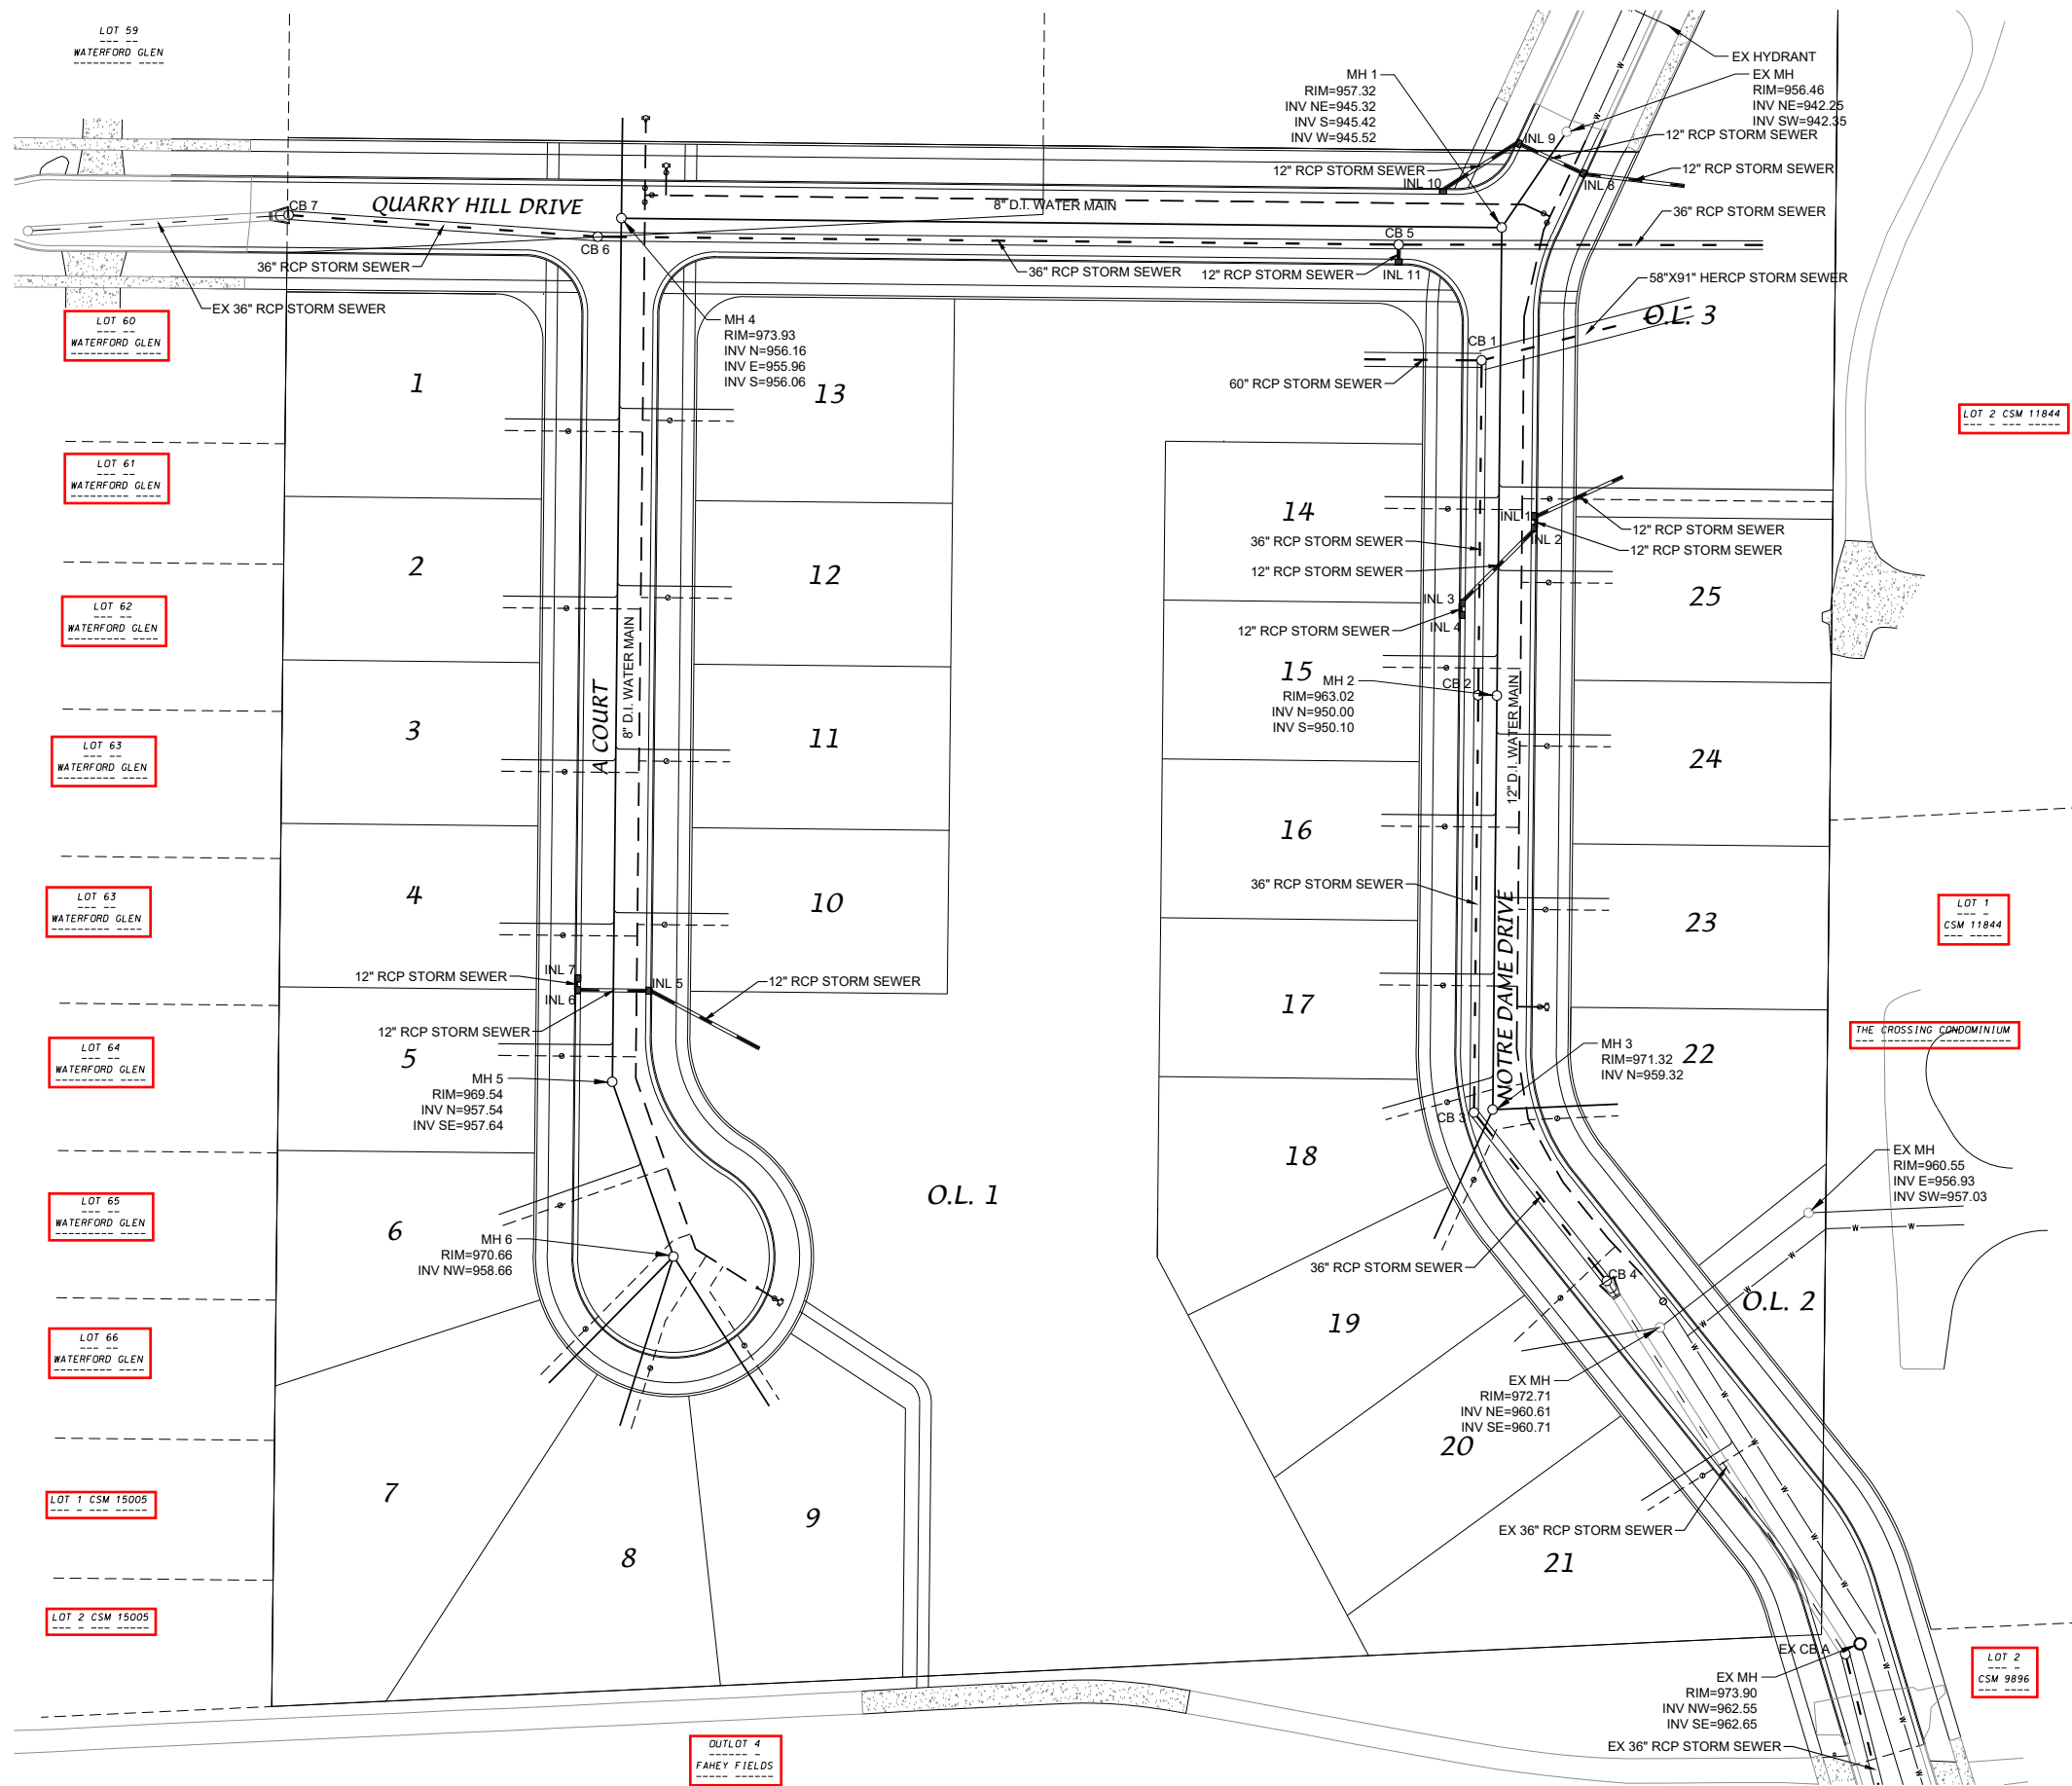 LOT 59
WATERFORD GLEN
MH 1
RIM=957.32
INV NE=945.32
INV S=945.42
INV W=945.52
EX HYDRANT
EX MH
RIM=956.46
INV NE=942.25
INV SW=942.35
12" RCP STORM SEWER
INL 9
12" RCP STORM SEWER
12" RCP STORM SEWER
INL 10
INL 8
CB 7
QUARRY HILL DRIVE
8" D.I. WATER MAIN
36" RCP STORM SEWER
CB 6
CB 5
36" RCP STORM SEWER
36" RCP STORM SEWER
12" RCP STORM SEWER
INL 11
58"X91" HERCP STORM SEWER
EX 36" RCP STORM SEWER
O.L. 3
LOT 60
WATERFORD GLEN
MH 4
RIM=973.93
INV N=956.16
INV E=955.96
INV S=956.06
CB 1
60" RCP STORM SEWER
1
13
LOT 2 CSM 11844
LOT 61
WATERFORD GLEN
14
INL 1
12" RCP STORM SEWER
36" RCP STORM SEWER
INL 2
12" RCP STORM SEWER
2
12
12" RCP STORM SEWER
25
LOT 62
WATERFORD GLEN
INL 3
INL 4
12" RCP STORM SEWER
15
MH 2
RIM=963.02
INV N=950.00
INV S=950.10
CB 2
8" D.I. WATER MAIN
A COURT
12" D.I. WATER MAIN
LOT 63
WATERFORD GLEN
3
11
24
16
LOT 63
WATERFORD GLEN
4
10
36" RCP STORM SEWER
NOTRE DAME DRIVE
23
LOT 1
CSM 11844
INL 7
12" RCP STORM SEWER
INL 5
12" RCP STORM SEWER
INL 6
12" RCP STORM SEWER
17
THE CROSSING CONDOMINIUM
LOT 64
WATERFORD GLEN
5
MH 5
RIM=969.54
INV N=957.54
INV SE=957.64
MH 3
RIM=971.32
INV N=959.32
22
CB 3
18
EX MH
RIM=960.55
INV E=956.93
INV SW=957.03
LOT 65
WATERFORD GLEN
6
O.L. 1
MH 6
RIM=970.66
INV NW=958.66
36" RCP STORM SEWER
CB 4
O.L. 2
19
LOT 66
WATERFORD GLEN
EX MH
RIM=972.71
INV NE=960.61
INV SE=960.71
20
7
9
LOT 1 CSM 15005
EX 36" RCP STORM SEWER
8
21
LOT 2 CSM 15005
EX CB A
LOT 2
CSM 9896
EX MH
RIM=973.90
INV NW=962.55
INV SE=962.65
OUTLOT 4
FAHEY FIELDS
EX 36" RCP STORM SEWER